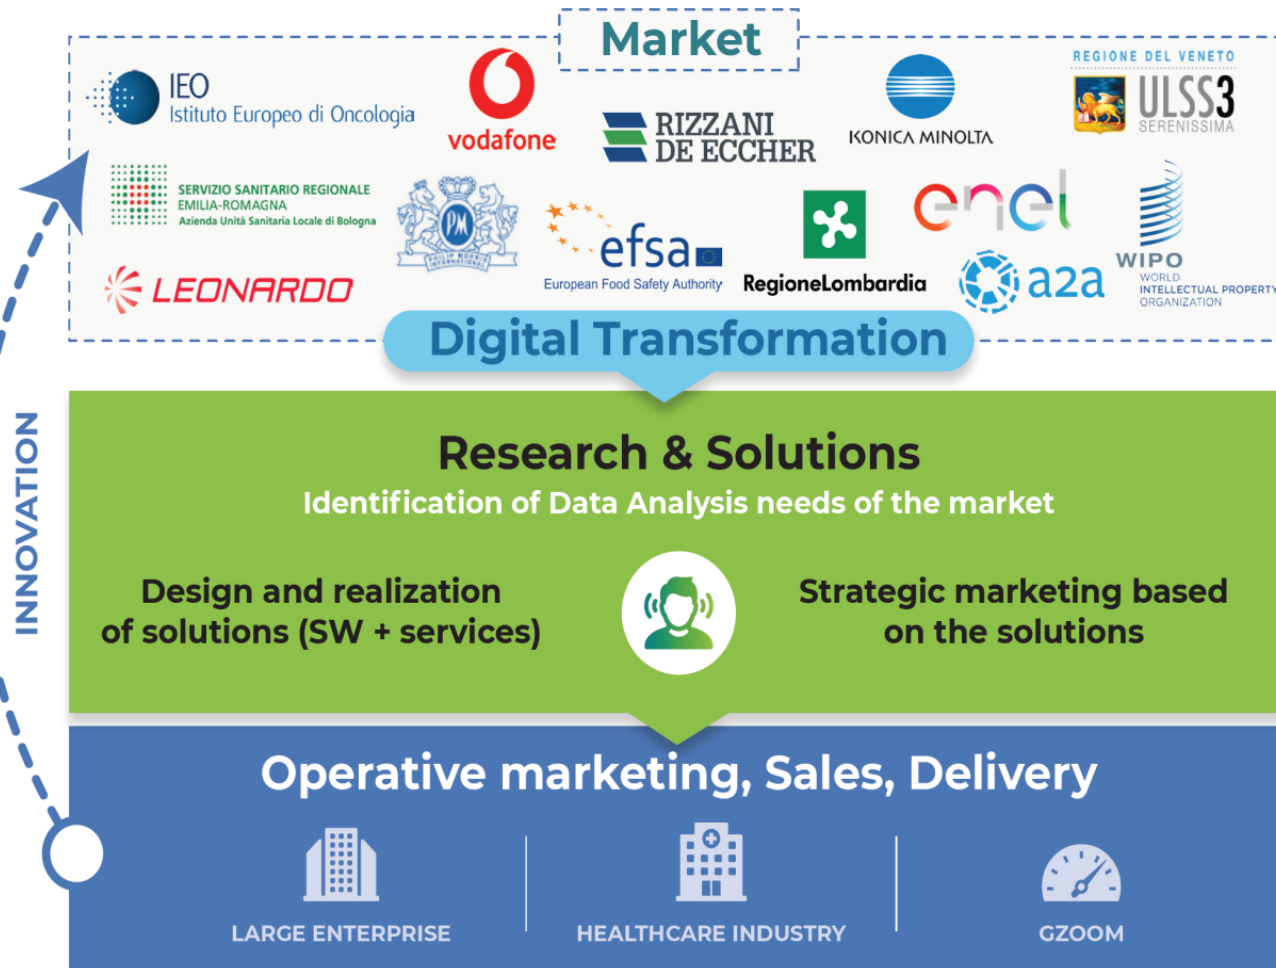 Market
IEO
Istituto Europeo di Oncologia
vodafone
RIZZANI
DE ECCHER
KONICA MINOLTA
REGIONE DEL VENETO
ULSS3
SERENISSIMA
SERVIZIO SANITARIO REGIONALE
EMILIA-ROMAGNA
Azienda Unità Sanitaria Locale di Bologna
PM
PHILIP MORRIS
INTERNATIONAL
efsa
European Food Safety Authority
RegioneLombardia
enel
WIPO
WORLD
INTELLECTUAL PROPERTY
ORGANIZATION
LEONARDO
a2a
Digital Transformation
INNOVATION
Research & Solutions
Identification of Data Analysis needs of the market
Design and realization
of solutions (SW + services)
Strategic marketing based
on the solutions
Operative marketing, Sales, Delivery
LARGE ENTERPRISE
HEALTHCARE INDUSTRY
GZOOM